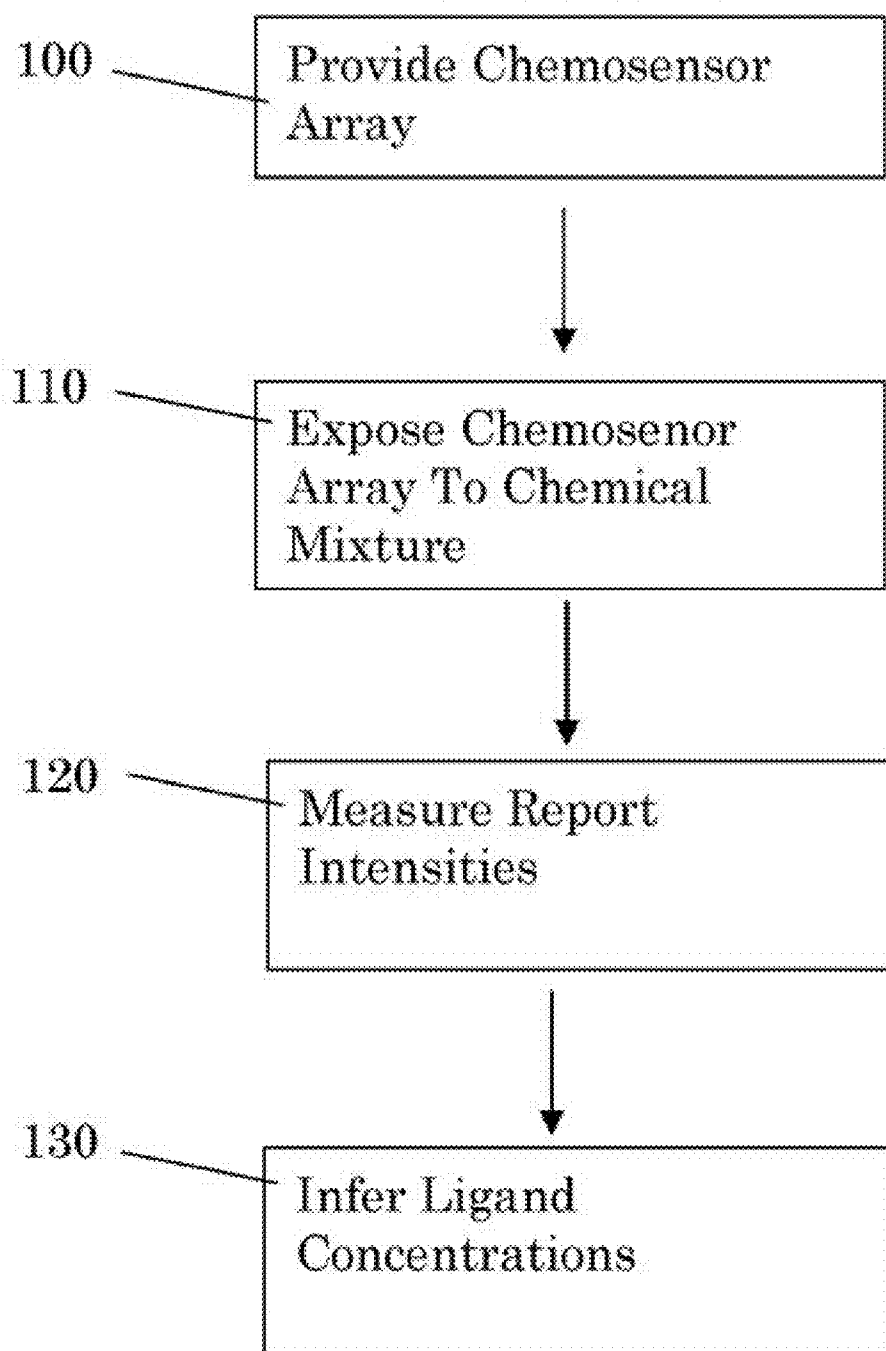 100
Provide Chemosensor
Array
110
Expose Chemosenor
Array To Chemical
Mixture
120
Measure Report
Intensities
130
Infer Ligand
Concentrations